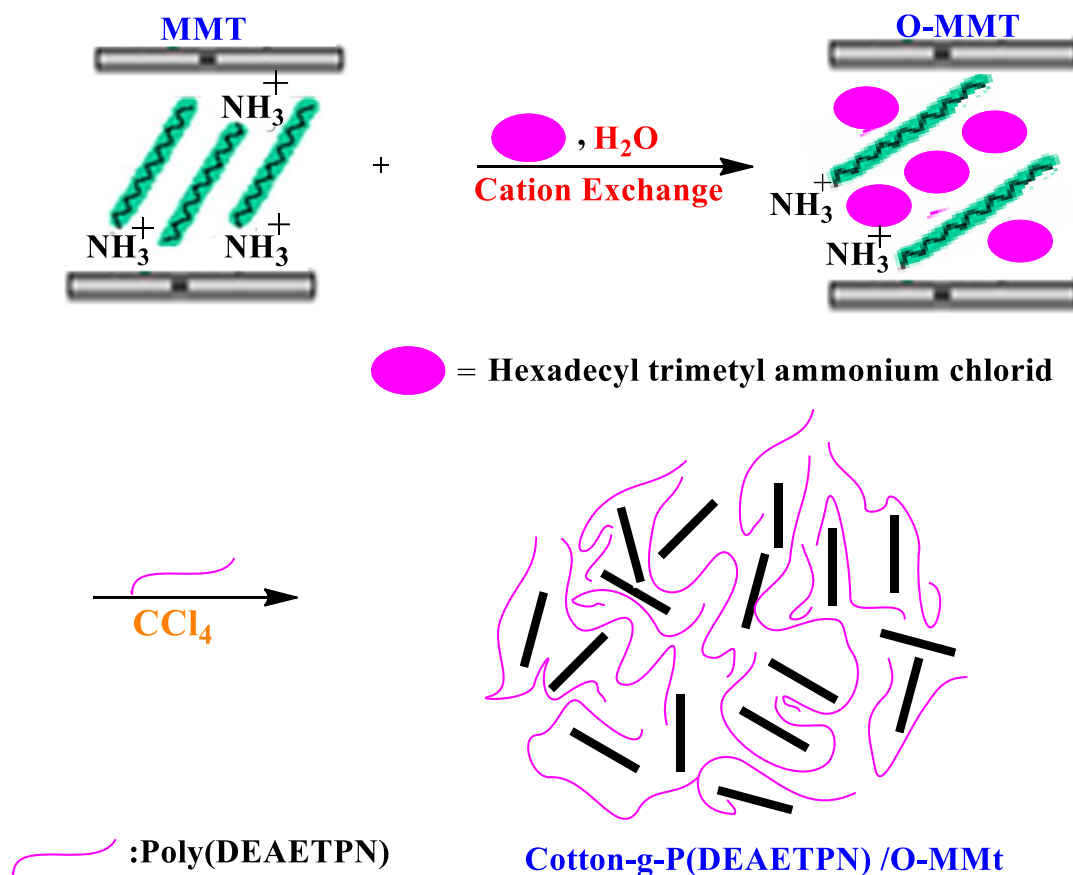 MMT
O-MMT
NH3+
+
, H2O
Cation Exchange
NH3+
NH3+
NH3+
NH3+
= Hexadecyl trimetyl ammonium chlorid
CCl4
:Poly(DEAETPN)
Cotton-g-P(DEAETPN) /O-MMt